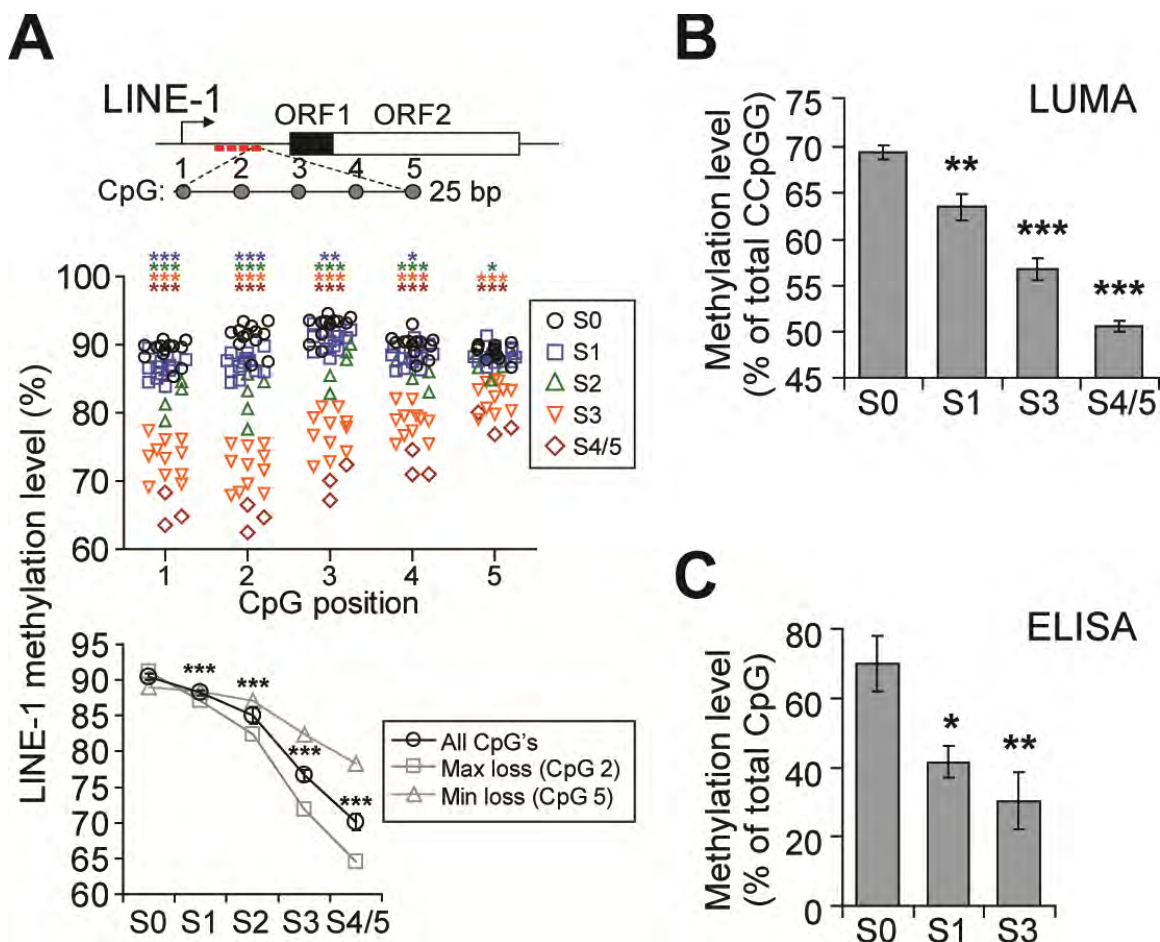 A
LINE-1
ORF1 ORF2
1 2 3 4 5
CpG: 25 bp
*** *** ** *
*** *** *** *** *
*** *** *** *** ***
*** *** *** *** ***
LINE-1 methylation level (%)
100
90
80
70
60
1 2 3 4 5
CpG position
S0
S1
S2
S3
S4/5
95
90
85
80
75
70
65
60
*** *** *** ***
S0 S1 S2 S3 S4/5
All CpG's
Max loss (CpG 2)
Min loss (CpG 5)
B
LUMA
Methylation level
(% of total CCpGG)
75
70
65
60
55
50
45
** *** ***
S0 S1 S3 S4/5
C
ELISA
Methylation level
(% of total CpG)
80
60
40
20
0
* **
S0 S1 S3